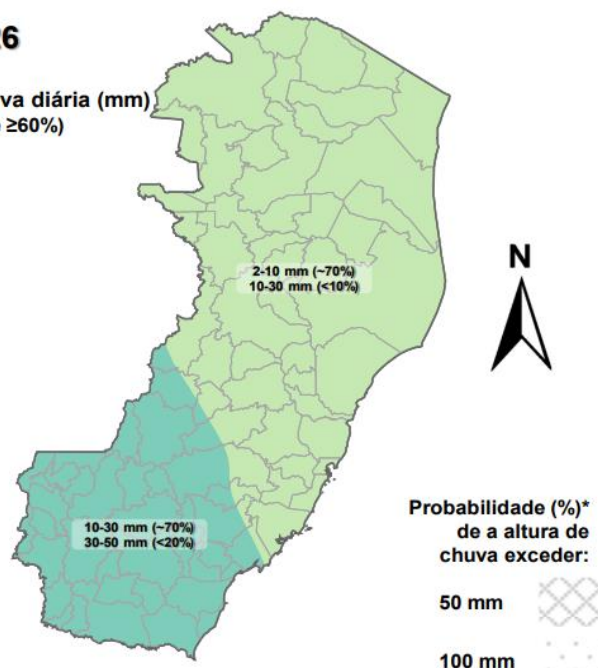 26
va diária (mm)
≥60%)
2-10 mm (~70%)
10-30 mm (<10%)
N
10-30 mm (~70%)
30-50 mm (<20%)
Probabilidade (%)*
de a altura de
chuva exceder:
50 mm
100 mm